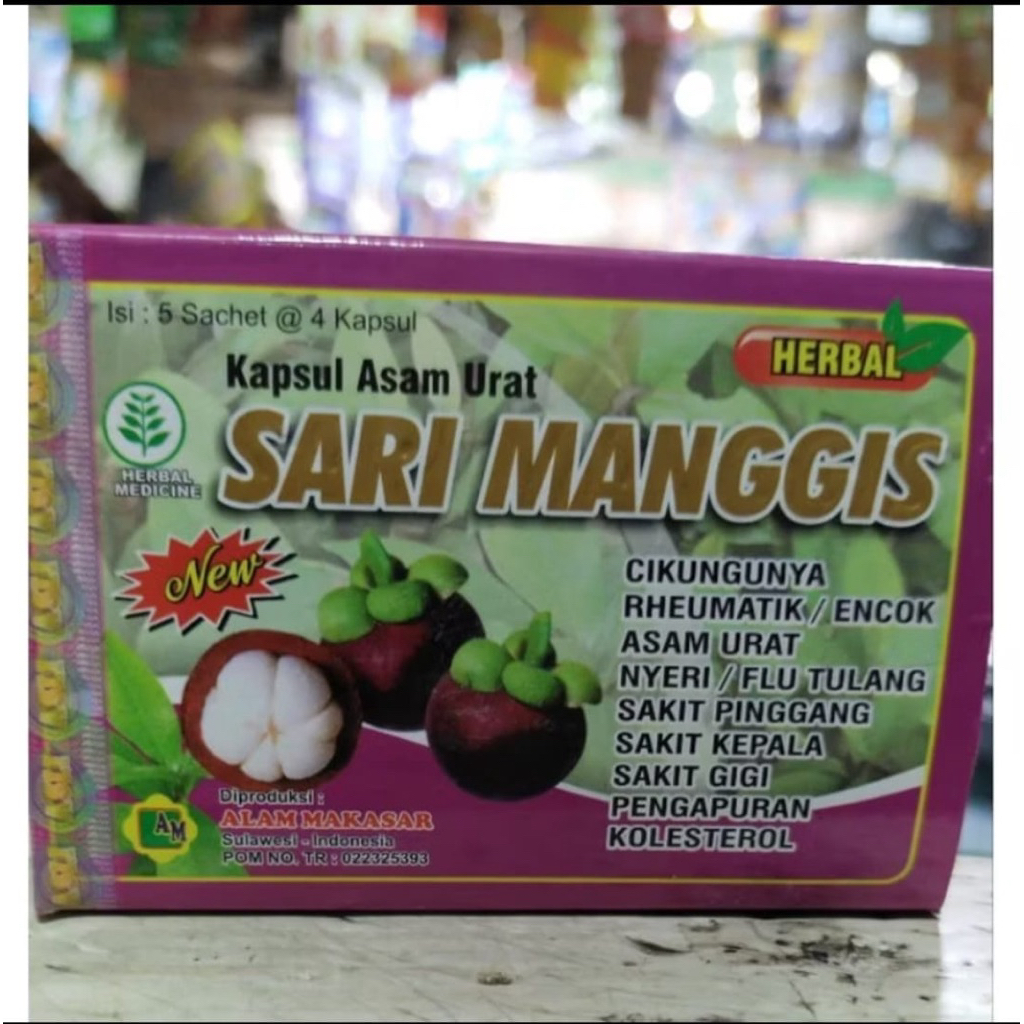 Isi : 5 Sachet @ 4 Kapsul
HERBAL
Kapsul Asam Urat
SARI MANGGIS
HERBAL
MEDICINE
New
CIKUNGUNYA
RHEUMATIK / ENCOK
ASAM URAT
NYERI / FLU TULANG
SAKIT PINGGANG
SAKIT KEPALA
SAKIT GIGI
PENGAPURAN
KOLESTEROL
Diproduksi :
ALAM MAKASAR
Sulawesi - Indonesia
POM NO. TR : 022325393
AM